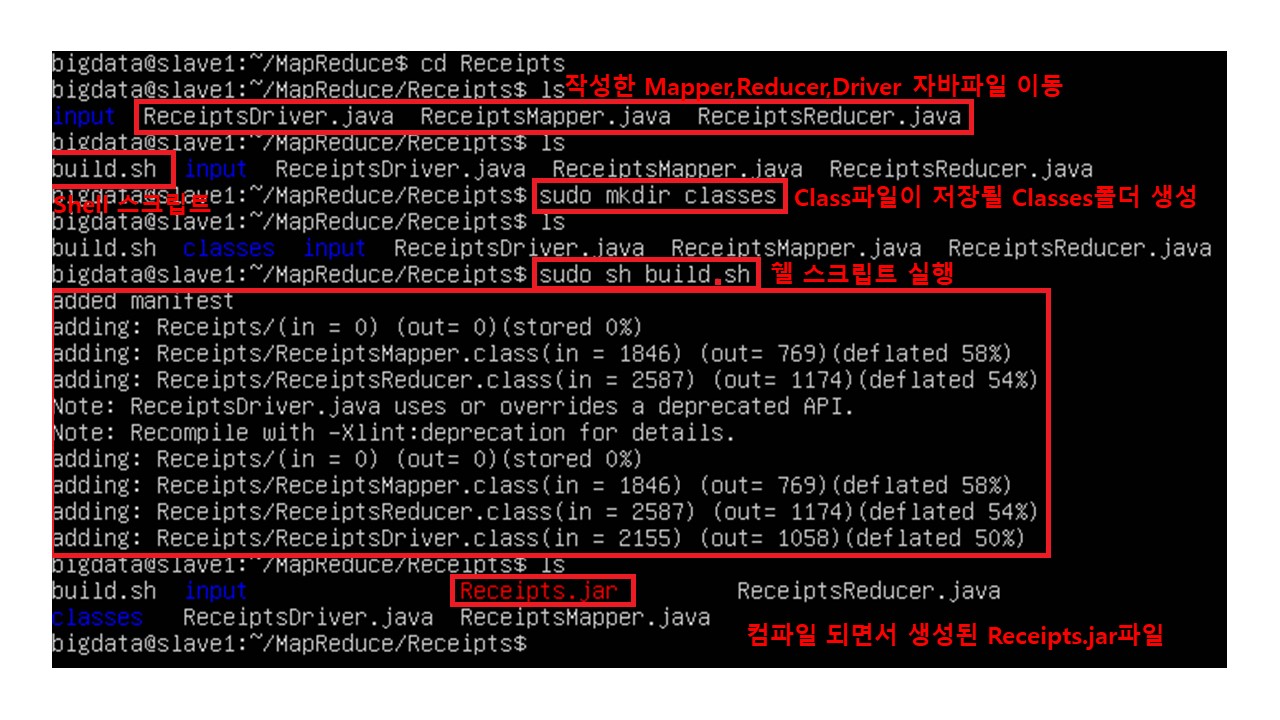 bigdata@slave1:~/MapReduce$ cd Receipts
bigdata@slave1:~/MapReduce/Receipts$ ls
작성한 Mapper,Reducer,Driver 자바파일 이동
input ReceiptsDriver.java ReceiptsMapper.java ReceiptsReducer.java
bigdata@slave1:~/MapReduce/Receipts$ ls
build.sh input ReceiptsDriver.java ReceiptsMapper.java ReceiptsReducer.java
Shell 스크립트
bigdata@slave1:~/MapReduce/Receipts$ sudo mkdir classes
Class파일이 저장될 Classes폴더 생성
bigdata@slave1:~/MapReduce/Receipts$ ls
build.sh classes input ReceiptsDriver.java ReceiptsMapper.java ReceiptsReducer.java
bigdata@slave1:~/MapReduce/Receipts$ sudo sh build.sh
쉘 스크립트 실행
added manifest
adding: Receipts/(in = 0) (out= 0)(stored 0%)
adding: Receipts/ReceiptsMapper.class(in = 1846) (out= 769)(deflated 58%)
adding: Receipts/ReceiptsReducer.class(in = 2587) (out= 1174)(deflated 54%)
Note: ReceiptsDriver.java uses or overrides a deprecated API.
Note: Recompile with -Xlint:deprecation for details.
adding: Receipts/(in = 0) (out= 0)(stored 0%)
adding: Receipts/ReceiptsMapper.class(in = 1846) (out= 769)(deflated 58%)
adding: Receipts/ReceiptsReducer.class(in = 2587) (out= 1174)(deflated 54%)
adding: Receipts/ReceiptsDriver.class(in = 2155) (out= 1058)(deflated 50%)
bigdata@slave1:~/MapReduce/Receipts$ ls
build.sh input Receipts.jar ReceiptsReducer.java
classes ReceiptsDriver.java ReceiptsMapper.java
컴파일 되면서 생성된 Receipts.jar파일
bigdata@slave1:~/MapReduce/Receipts$